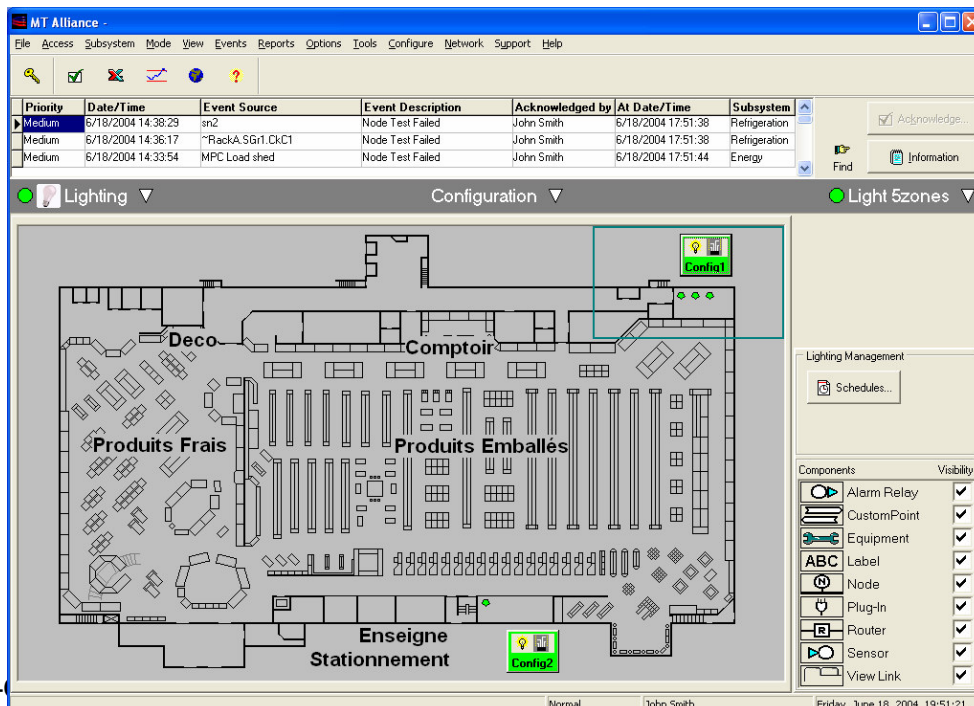 MT Alliance -
File Access Subsystem Mode View Events Reports Options Tools Configure Network Support Help
Priority Date/Time Event Source Event Description Acknowledged by At Date/Time Subsystem
Medium 6/18/2004 14:38:29 sn2 Node Test Failed John Smith 6/18/2004 17:51:38 Refrigeration
Medium 6/18/2004 14:36:17 ~RackA.SGr1.CkC1 Node Test Failed John Smith 6/18/2004 17:51:38 Refrigeration
Medium 6/18/2004 14:33:54 MPC Load shed Node Test Failed John Smith 6/18/2004 17:51:44 Energy
Find
Acknowledge...
Information
Lighting Configuration Light 5zones
Config1
Deco
Comptoir
Produits Frais
Produits Emballés
Enseigne
Stationnement
Config2
Lighting Management
Schedules...
Components Visibility
Alarm Relay
CustomPoint
Equipment
ABC Label
N Node
Plug-In
R Router
Sensor
View Link
Normal John Smith Friday, June 18, 2004 19:51:21